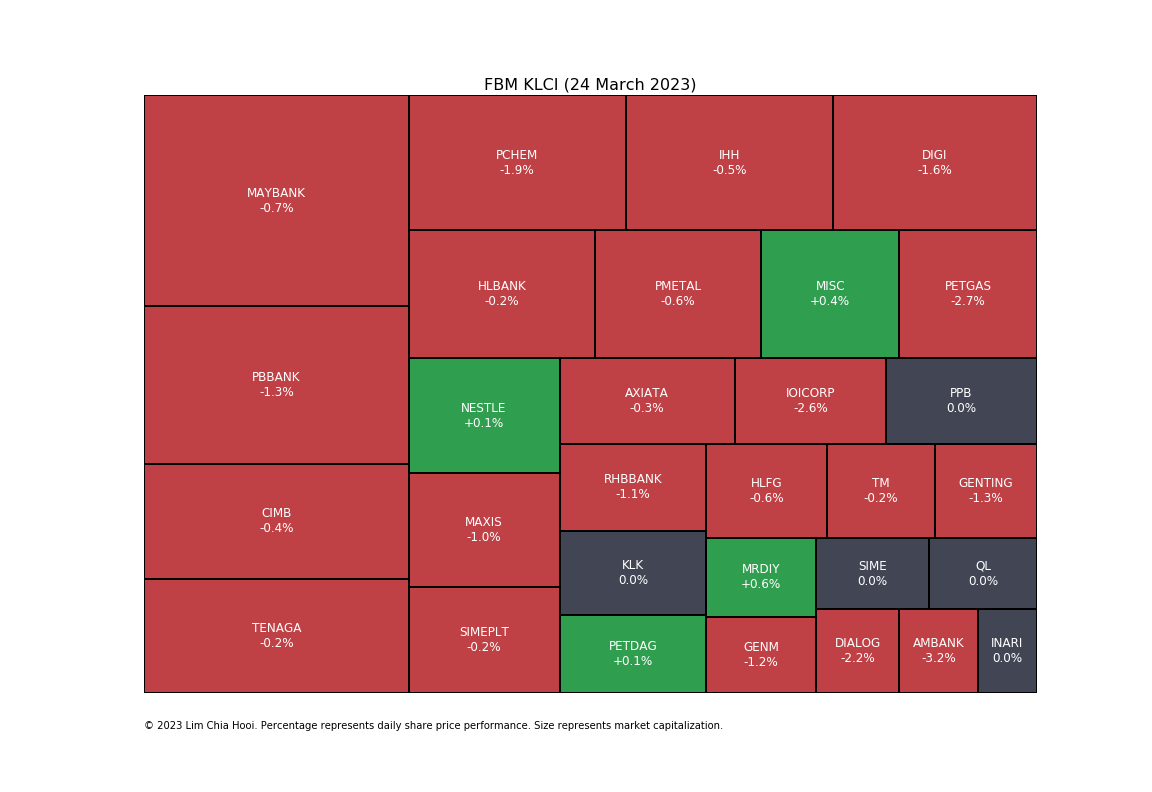 FBM KLCI (24 March 2023)
MAYBANK
-0.7%
PBBANK
-1.3%
CIMB
-0.4%
TENAGA
-0.2%
PCHEM
-1.9%
IHH
-0.5%
DIGI
-1.6%
HLBANK
-0.2%
PMETAL
-0.6%
MISC
+0.4%
PETGAS
-2.7%
NESTLE
+0.1%
MAXIS
-1.0%
SIMEPLT
-0.2%
AXIATA
-0.3%
IOICORP
-2.6%
PPB
0.0%
RHBBANK
-1.1%
KLK
0.0%
PETDAG
+0.1%
HLFG
-0.6%
TM
-0.2%
GENTING
-1.3%
MRDIY
+0.6%
GENM
-1.2%
SIME
0.0%
QL
0.0%
DIALOG
-2.2%
AMBANK
-3.2%
INARI
0.0%
© 2023 Lim Chia Hooi. Percentage represents daily share price performance. Size represents market capitalization.